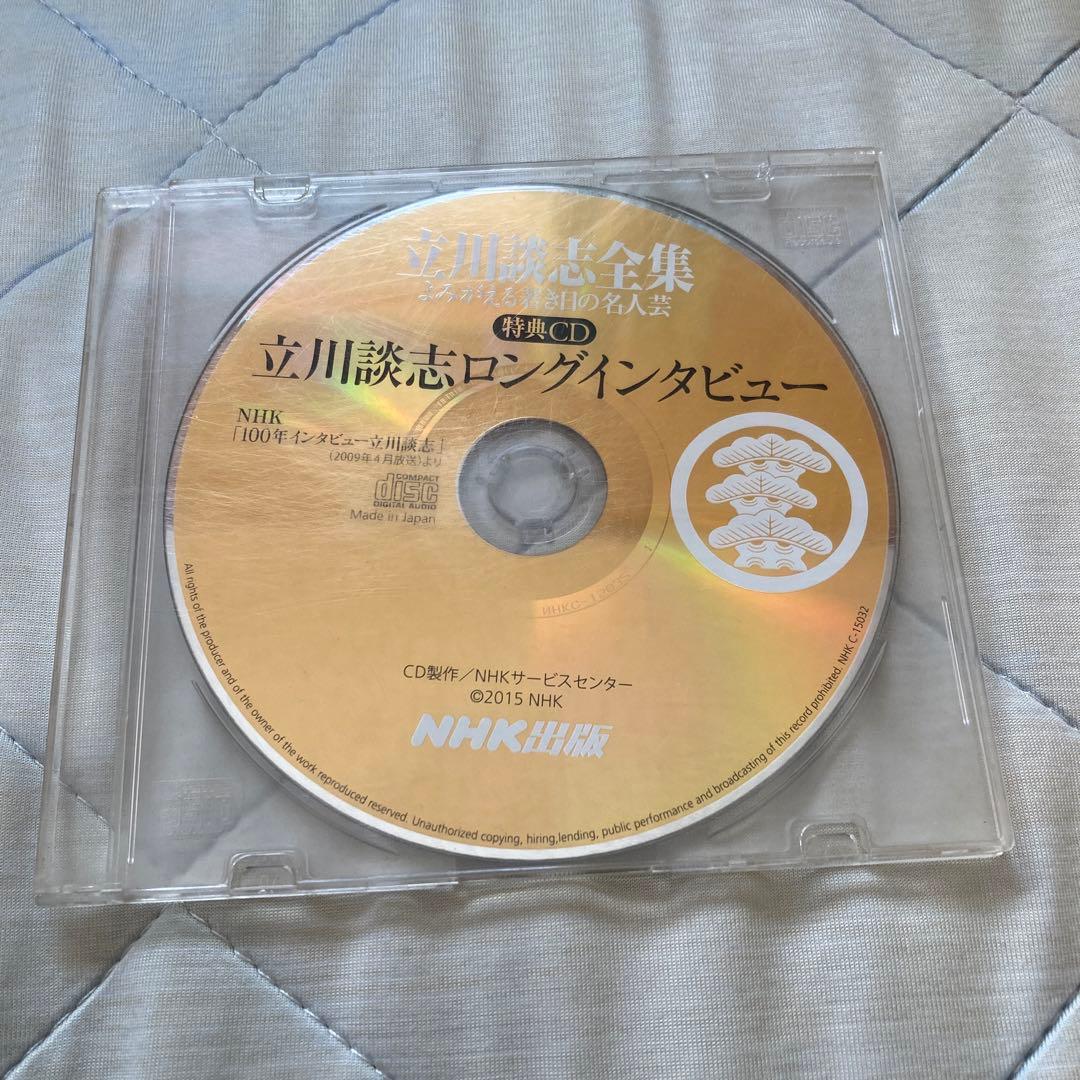 立川談志全集
よみがえる若き日の名人芸
特典CD
立川談志ロングインタビュー
NHK
「100年インタビュー立川談志」
(2009年4月放送)より
COMPACT
disc
DIGITAL AUDIO
Made in Japan
CD製作／NHKサービスセンター
©2015 NHK
NHK出版
All rights of the producer and of the owner of the work reproduced reserved. Unauthorized copying, hiring,lending, public performance and broadcasting of this record prohibited. NHK C-15032